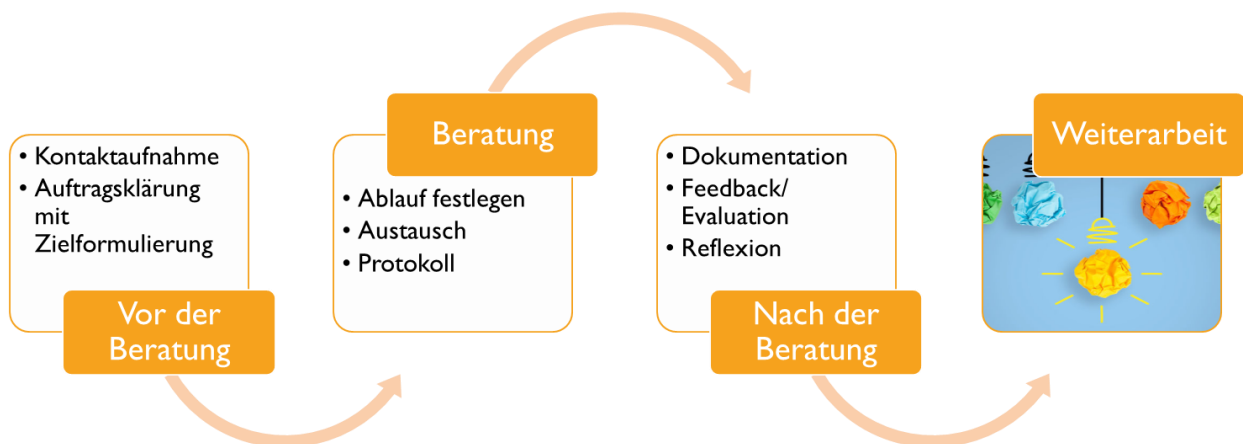 • Kontaktaufnahme
• Auftragsklärung
mit
Zielformulierung
Vor der
Beratung
Beratung
• Ablauf festlegen
• Austausch
• Protokoll
• Dokumentation
• Feedback/
Evaluation
• Reflexion
Nach der
Beratung
Weiterarbeit